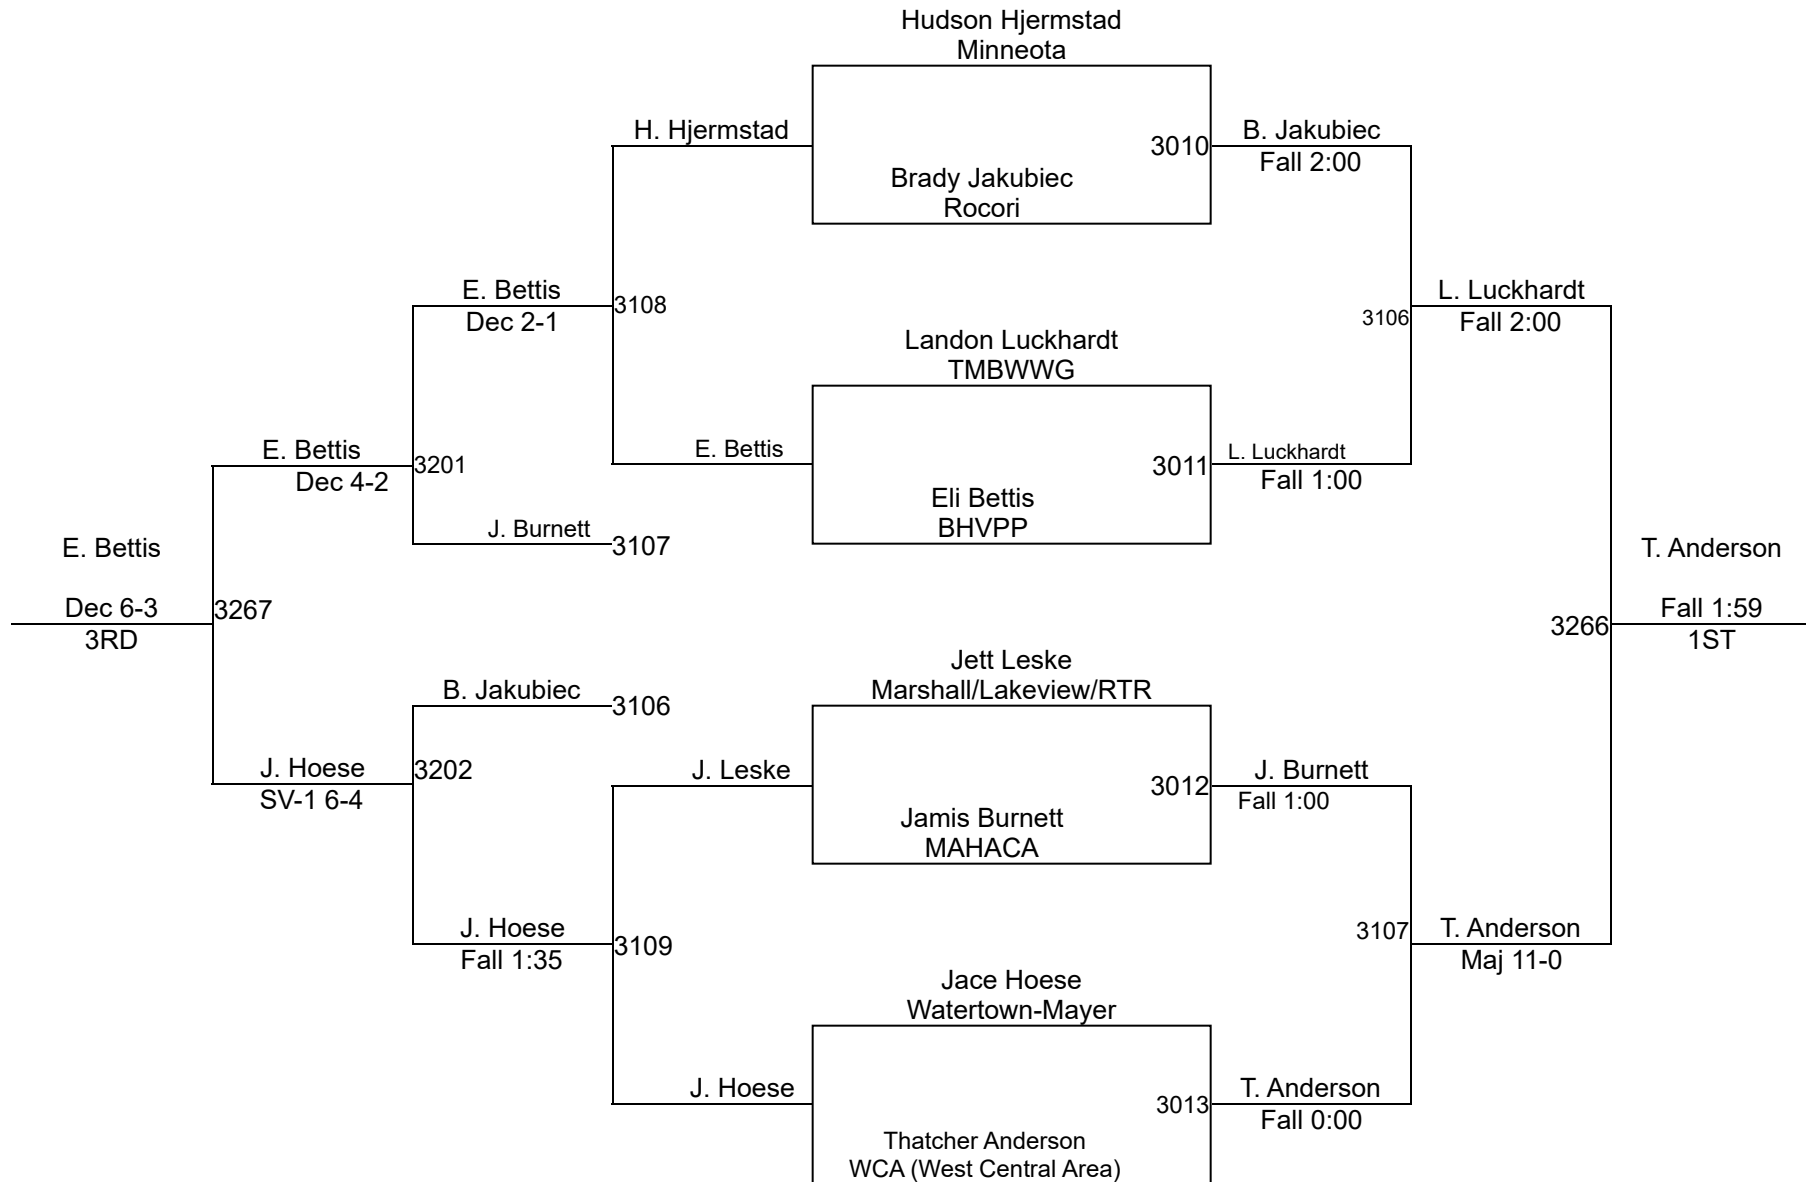 Hudson Hjermstad
Minneota
H. Hjermstad
3010
B. Jakubiec
Fall 2:00
Brady Jakubiec
Rocori
E. Bettis
Dec 2-1
3108
3106
L. Luckhardt
Fall 2:00
Landon Luckhardt
TMBWWG
E. Bettis
Dec 4-2
3201
E. Bettis
3011
L. Luckhardt
Fall 1:00
Eli Bettis
BHVPP
J. Burnett
3107
E. Bettis
Dec 6-3
3RD
3267
T. Anderson
3266
Fall 1:59
1ST
Jett Leske
Marshall/Lakeview/RTR
B. Jakubiec
3106
J. Hoese
SV-1 6-4
3202
J. Leske
3012
J. Burnett
Fall 1:00
Jamis Burnett
MAHACA
J. Hoese
Fall 1:35
3109
3107
T. Anderson
Maj 11-0
Jace Hoese
Watertown-Mayer
J. Hoese
3013
T. Anderson
Fall 0:00
Thatcher Anderson
WCA (West Central Area)